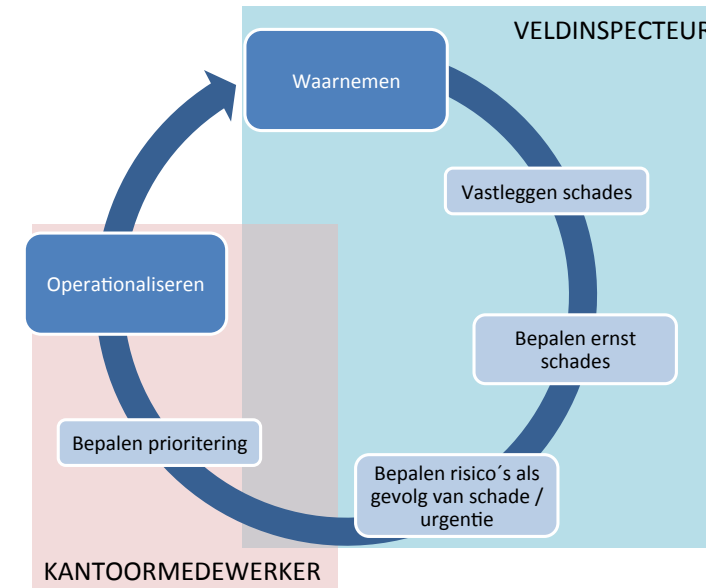 VELDINSPECTEUR
Waarnemen
Vastleggen schades
Bepalen ernst
schades
Bepalen risico´s als
gevolg van schade /
urgentie
Bepalen prioritering
Operationaliseren
KANTOORMEDEWERKER